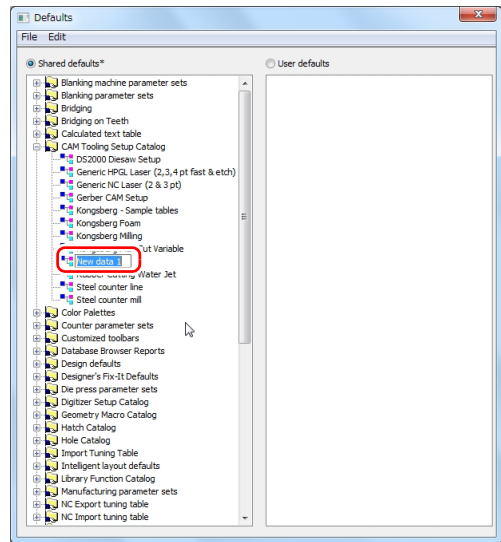 Defaults
File Edit
Shared defaults*
User defaults
Blanking machine parameter sets
Blanking parameter sets
Bridging
Bridging on Teeth
Calculated text table
CAM Tooling Setup Catalog
DS2000 Diesaw Setup
Generic HPGL Laser (2,3,4 pt fast & etch)
Generic NC Laser (2 & 3 pt)
Gerber CAM Setup
Kongsberg - Sample tables
Kongsberg Foam
Kongsberg Milling
Cut Variable
New data 1
Water Jet
Steel counter line
Steel counter mill
Color Palettes
Counter parameter sets
Customized toolbars
Database Browser Reports
Design defaults
Designer's Fix-It Defaults
Die press parameter sets
Digitizer Setup Catalog
Geometry Macro Catalog
Hatch Catalog
Hole Catalog
Import Tuning Table
Intelligent layout defaults
Library Function Catalog
Manufacturing parameter sets
NC Export tuning table
NC Import tuning table